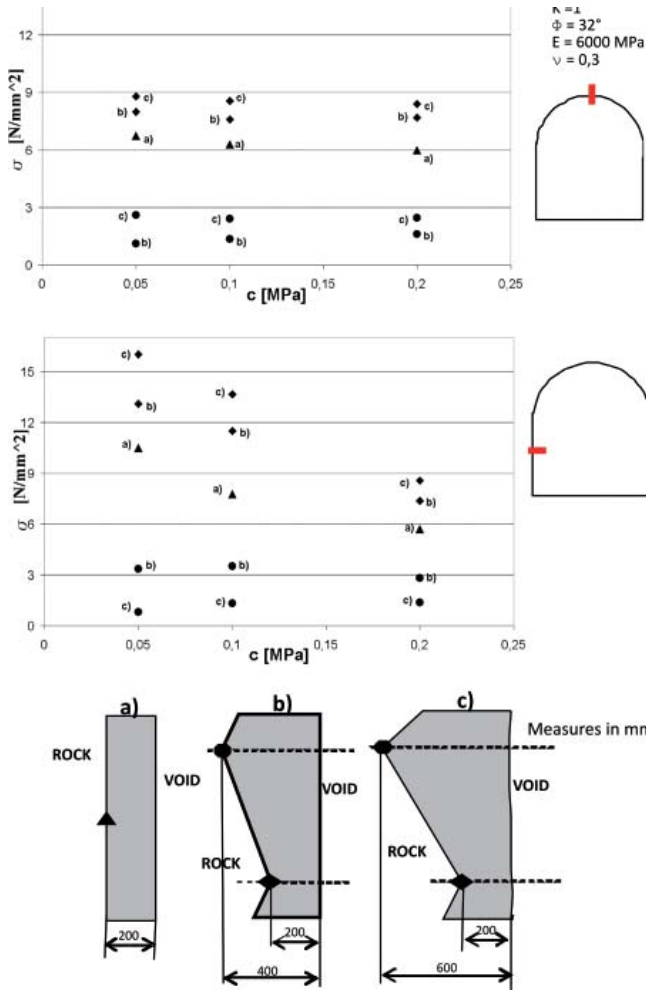 K =1
Φ = 32°
E = 6000 MPa
ν = 0,3
σ [N/mm^2]
12
9
6
3
0
c)
b)
a)
c)
b)
c)
b)
a)
c)
b)
c)
b)
a)
c)
b)
0 0,05 0,1 0,15 0,2 0,25
c [MPa]
σ [N/mm^2]
15
12
9
6
3
0
c)
b)
a)
b)
c)
c)
b)
a)
b)
c)
c)
b)
a)
b)
c)
0 0,05 0,1 0,15 0,2 0,25
c [MPa]
a) b) c)
Measures in mm
ROCK VOID
ROCK VOID
ROCK VOID
200
200
400
200
600